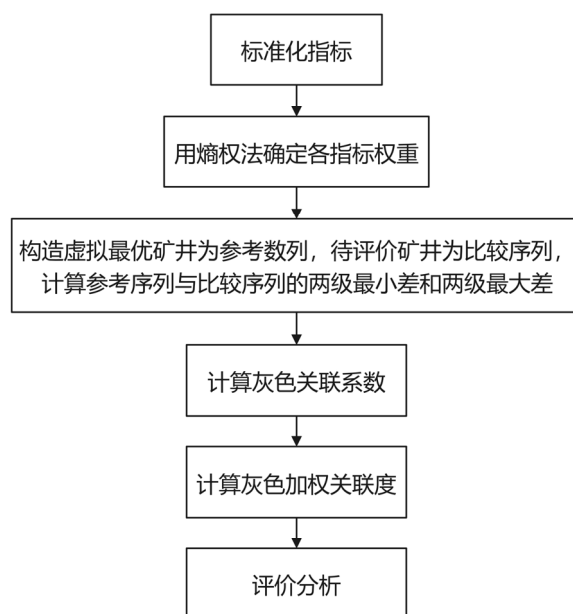 标准化指标
用熵权法确定各指标权重
构造虚拟最优矿井为参考数列，待评价矿井为比较序列，
计算参考序列与比较序列的两级最小差和两级最大差
计算灰色关联系数
计算灰色加权关联度
评价分析